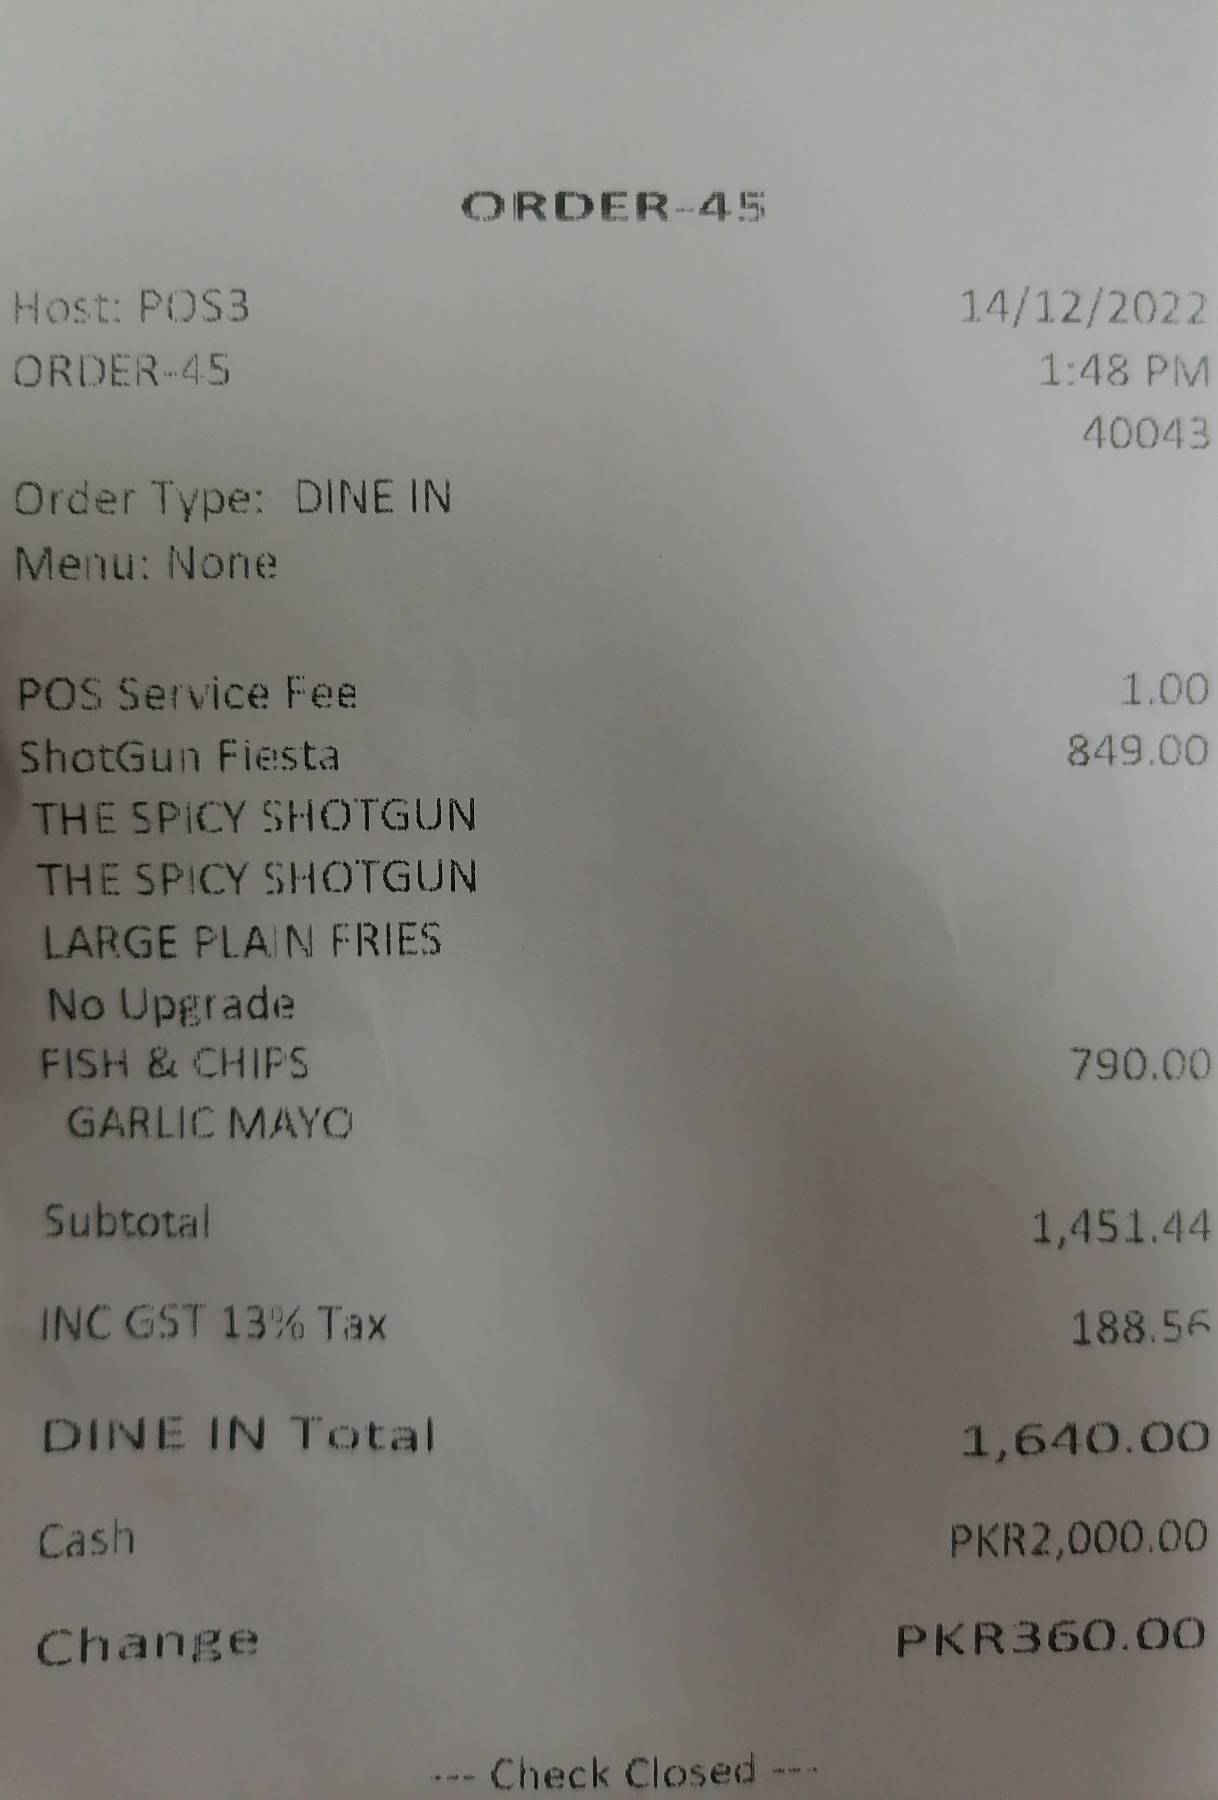 ORDER-45
Host: POS3 14/12/2022
ORDER-45 1:48 PM
40043
Order Type: DINE IN
Menu: None
POS Service Fee 1.00
ShotGun Fiesta 849.00
THE SPICY SHOTGUN
THE SPICY SHOTGUN
LARGE PLAIN FRIES
No Upgrade
FISH & CHIPS 790.00
GARLIC MAYO
Subtotal 1,451.44
INC GST 13% Tax 188.56
DINE IN Total 1,640.00
Cash PKR2,000.00
Change PKR360.00
--- Check Closed ---